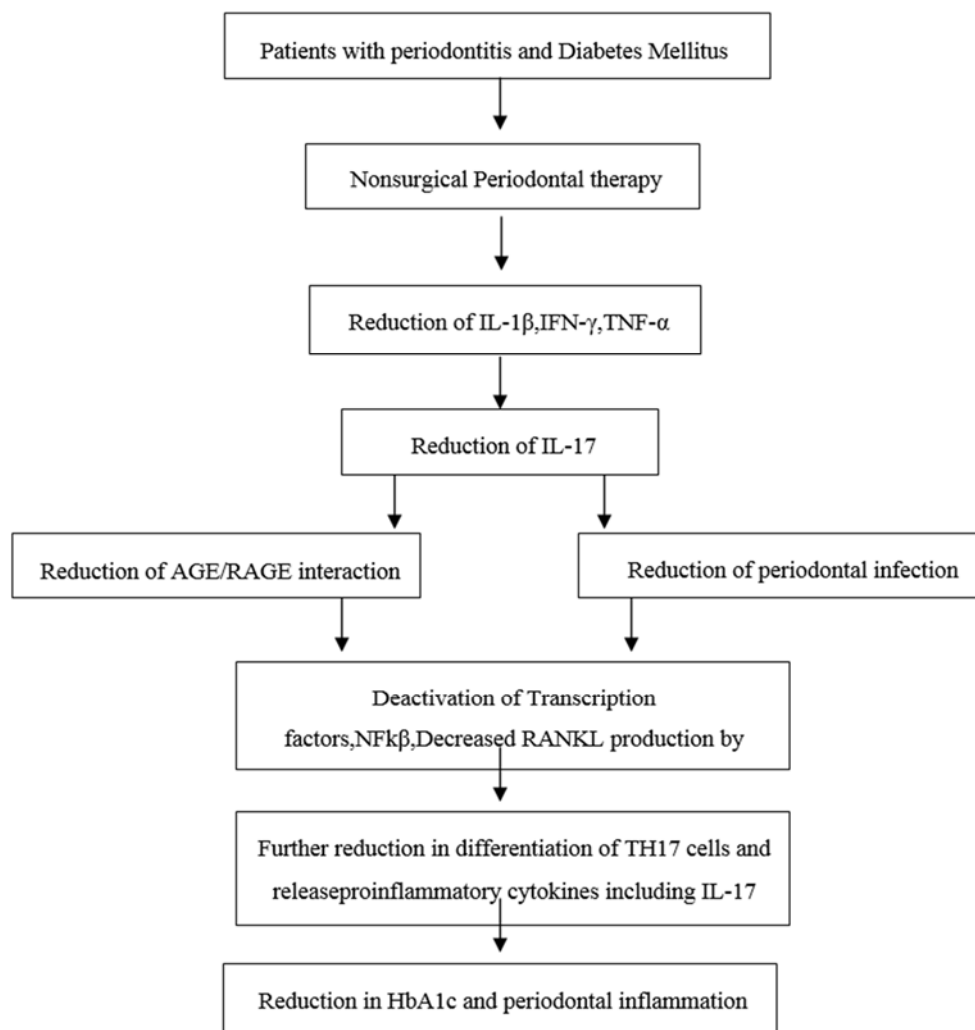 Patients with periodontitis and Diabetes Mellitus
Nonsurgical Periodontal therapy
Reduction of IL-1β,IFN-γ,TNF-α
Reduction of IL-17
Reduction of AGE/RAGE interaction
Reduction of periodontal infection
Deactivation of Transcription
factors,NFkβ,Decreased RANKL production by
Further reduction in differentiation of TH17 cells and
releaseproinflammatory cytokines including IL-17
Reduction in HbA1c and periodontal inflammation